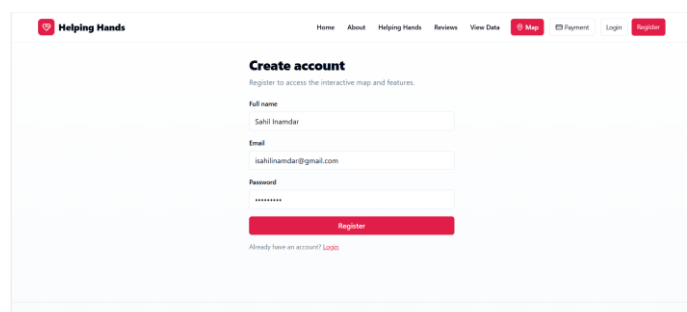 Helping Hands
Home About Helping Hands Reviews View Data Map Payment Login Register
Create account
Register to access the interactive map and features.
Full name
Sahil Inamdar
Email
isahilinamdar@gmail.com
Password
•••••••••
Register
Already have an account? Login